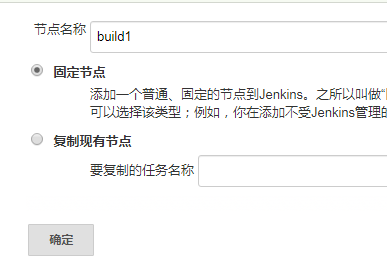 节点名称 build1
固定节点
添加一个普通、固定的节点到Jenkins。之所以叫做"
可以选择该类型；例如，你在添加不受Jenkins管理的
复制现有节点
要复制的任务名称
确定